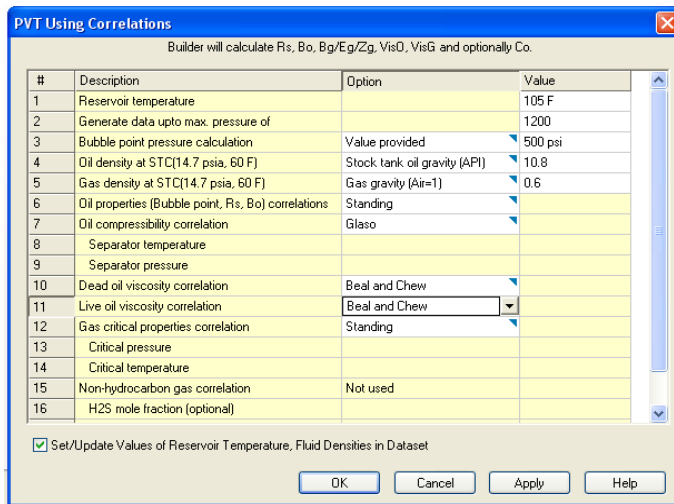 PVT Using Correlations
Builder will calculate Rs, Bo, Bg/Eg/Zg, VisO, VisG and optionally Co.
# Description Option Value
1 Reservoir temperature 105 F
2 Generate data upto max. pressure of 1200
3 Bubble point pressure calculation Value provided 500 psi
4 Oil density at STC(14.7 psia, 60 F) Stock tank oil gravity (API) 10.8
5 Gas density at STC(14.7 psia, 60 F) Gas gravity (Air=1) 0.6
6 Oil properties (Bubble point, Rs, Bo) correlations Standing
7 Oil compressibility correlation Glaso
8 Separator temperature
9 Separator pressure
10 Dead oil viscosity correlation Beal and Chew
11 Live oil viscosity correlation Beal and Chew
12 Gas critical properties correlation Standing
13 Critical pressure
14 Critical temperature
15 Non-hydrocarbon gas correlation Not used
16 H2S mole fraction (optional)
Set/Update Values of Reservoir Temperature, Fluid Densities in Dataset
OK Cancel Apply Help